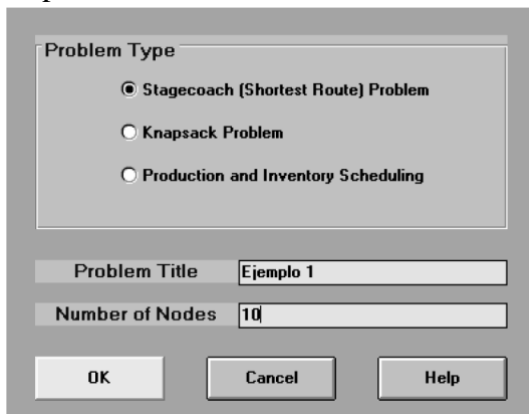 Problem Type
Stagecoach (Shortest Route) Problem
Knapsack Problem
Production and Inventory Scheduling
Problem Title Ejemplo 1
Number of Nodes 10
OK Cancel Help